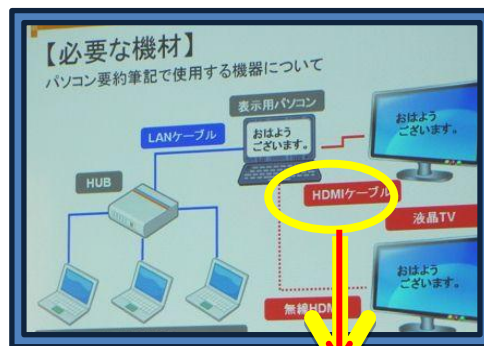 【必要な機材】
パソコン要約筆記で使用する機器について
表示用パソコン
LANケーブル
おはよう
ございます。
おはよう
ございます。
HUB
HDMIケーブル
液晶TV
おはよう
ございます。
無線HDMI